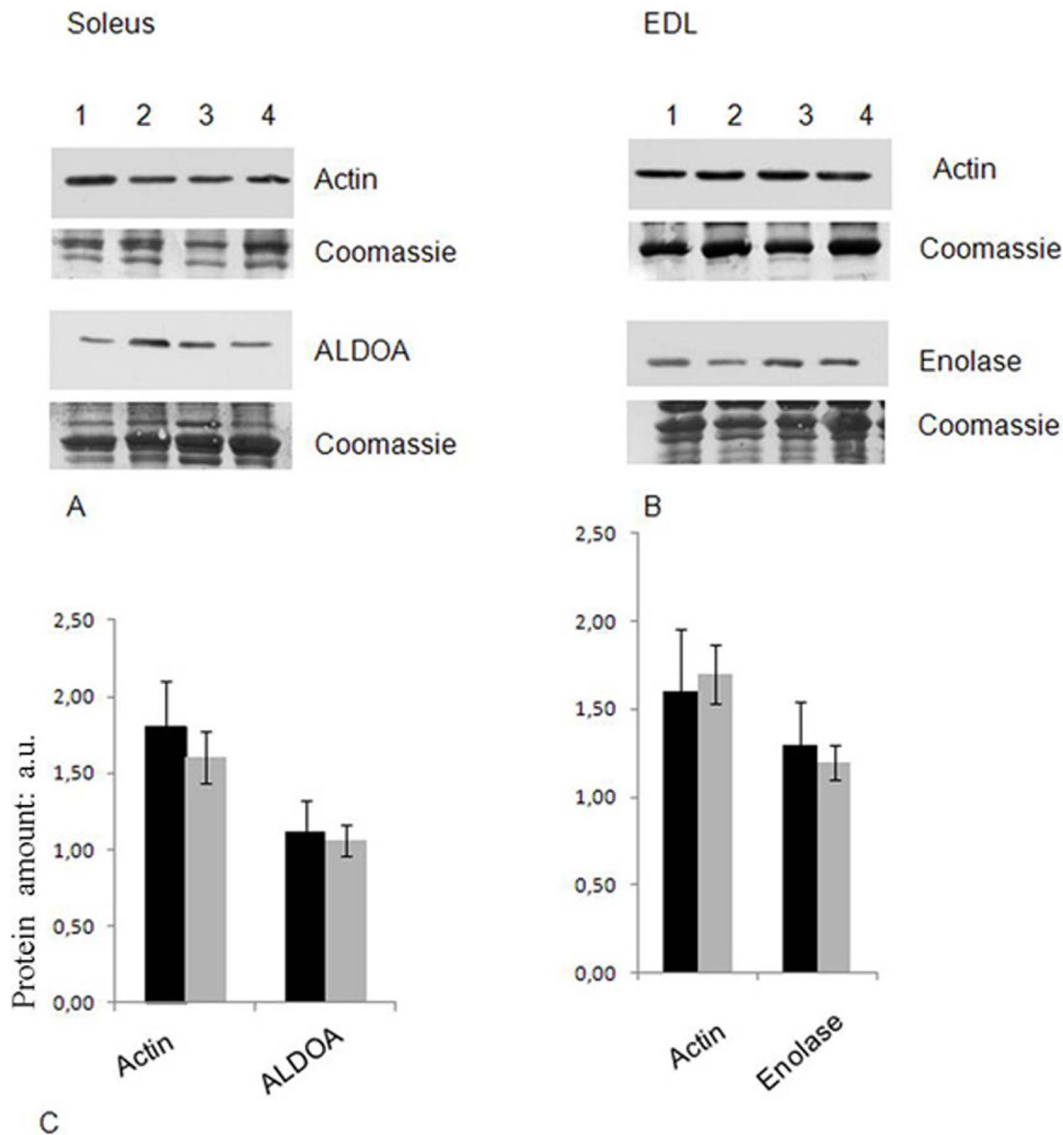 Soleus
1 2 3 4
Actin
Coomassie
ALDOA
Coomassie
A
EDL
1 2 3 4
Actin
Coomassie
Enolase
Coomassie
B
Protein amount: a.u.
2,50
2,00
1,50
1,00
0,50
0,00
Actin
ALDOA
2,50
2,00
1,50
1,00
0,50
0,00
Actin
Enolase
C